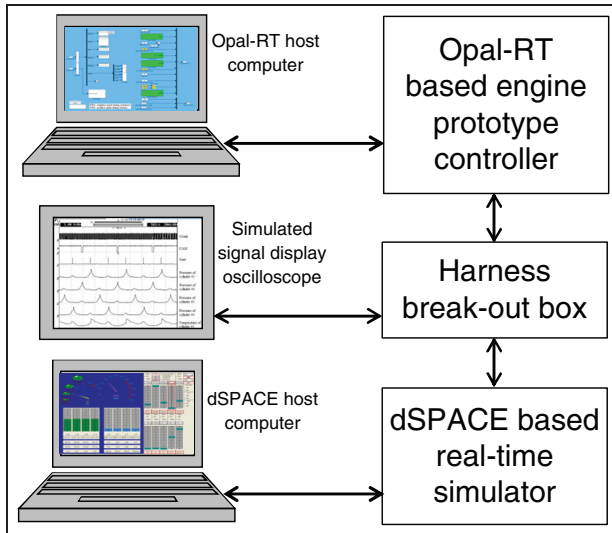 Opal-RT host
computer
Opal-RT
based engine
prototype
controller
Simulated
signal display
oscilloscope
Harness
break-out box
dSPACE host
computer
dSPACE based
real-time
simulator